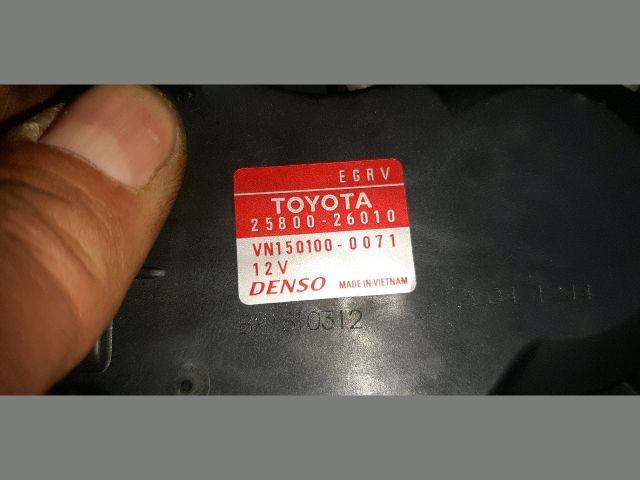 EGRV
TOYOTA
25800-26010
VN150100-0071
12V
DENSO MADE IN VIETNAM